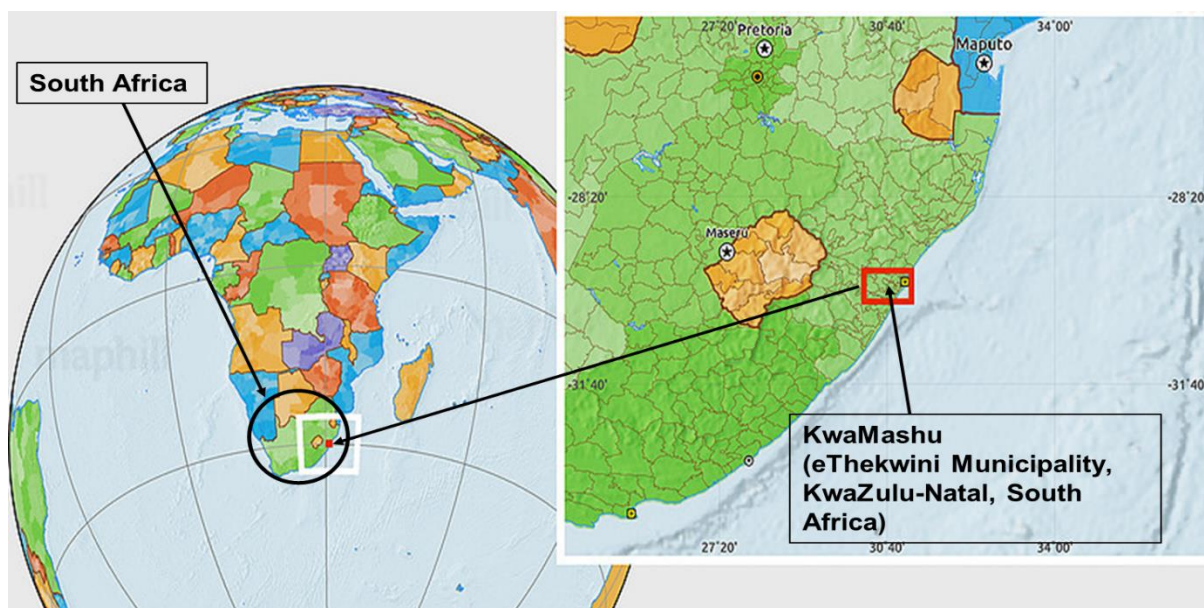 South Africa
27°20'
30°40'
34°00'
Pretoria
Maputo
-28°20'
-28°20'
Maseru
maphill
-31°40'
-31°40'
KwaMashu
(eThekwini Municipality,
KwaZulu-Natal, South
Africa)
27°20'
30°40'
34°00'